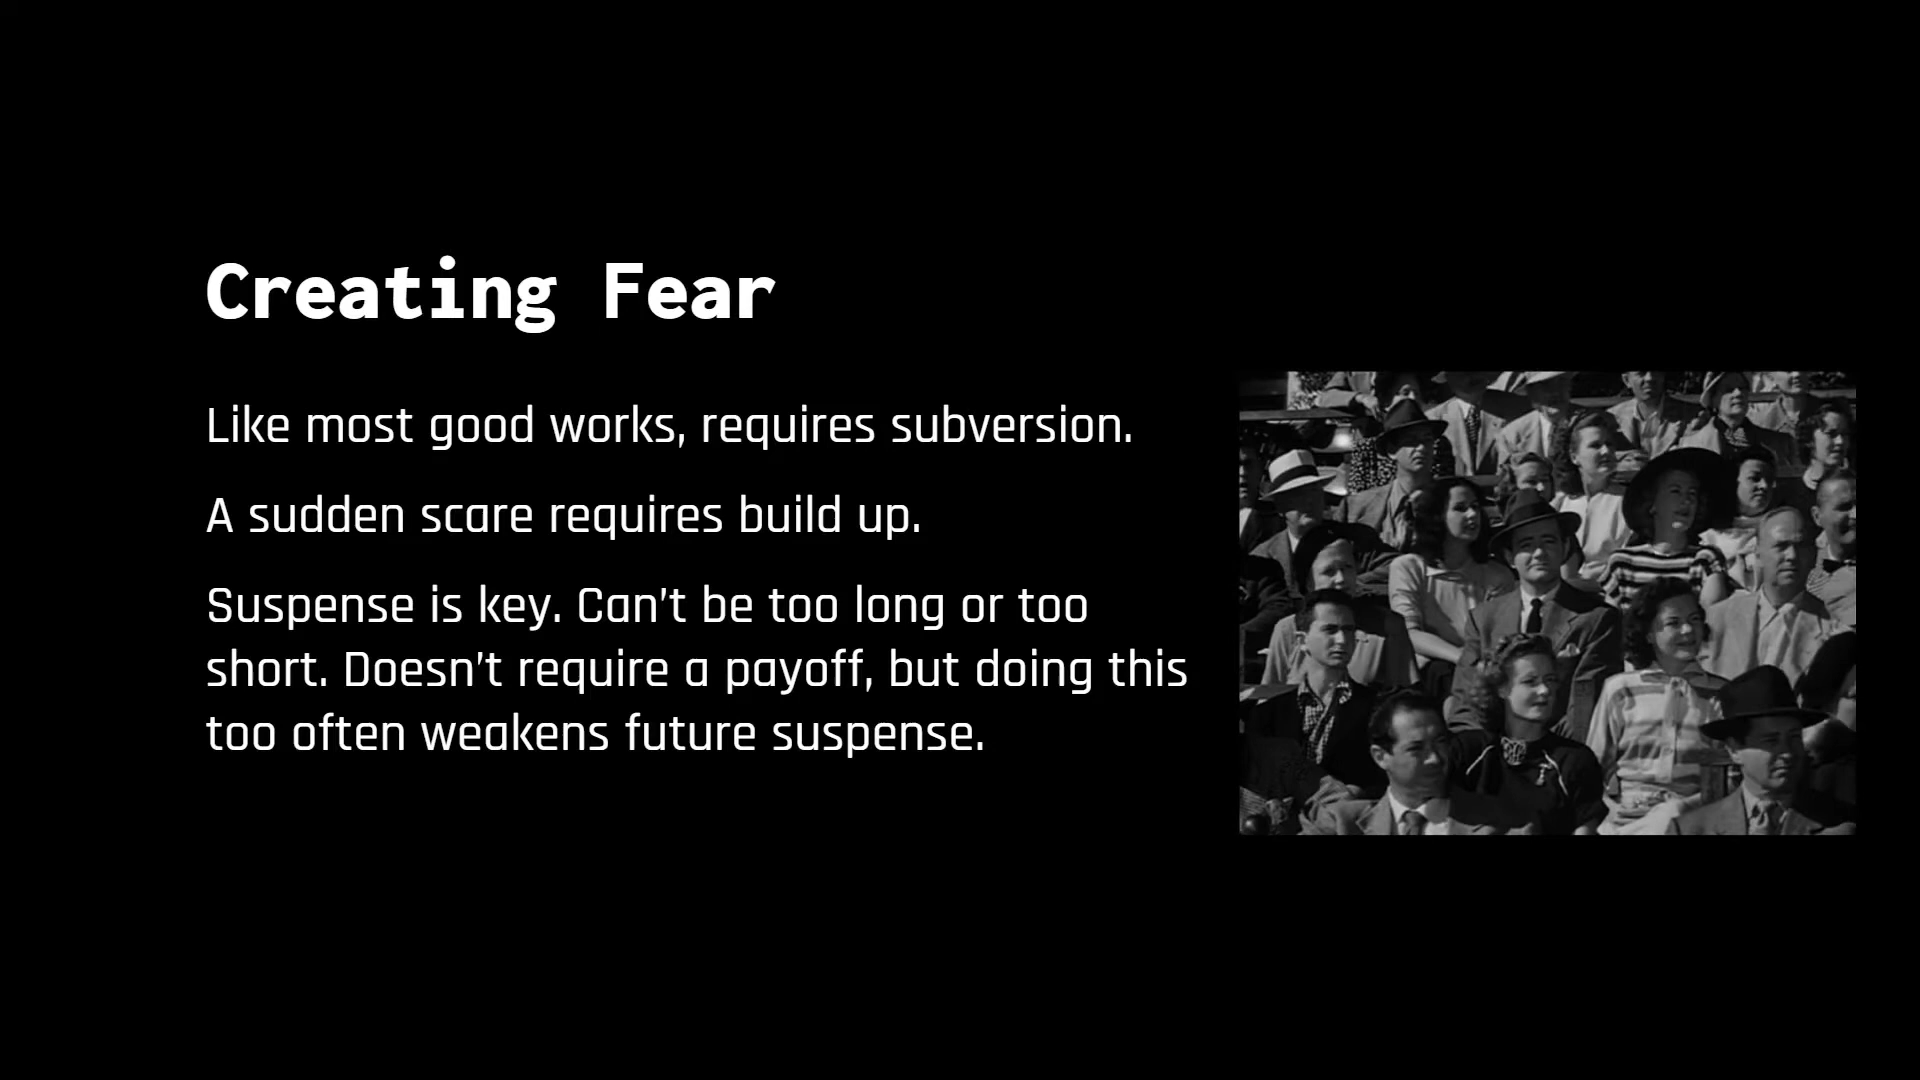 Creating Fear
Like most good works, requires subversion.
A sudden scare requires build up.
Suspense is key. Can’t be too long or too
short. Doesn’t require a payoff, but doing this
too often weakens future suspense.